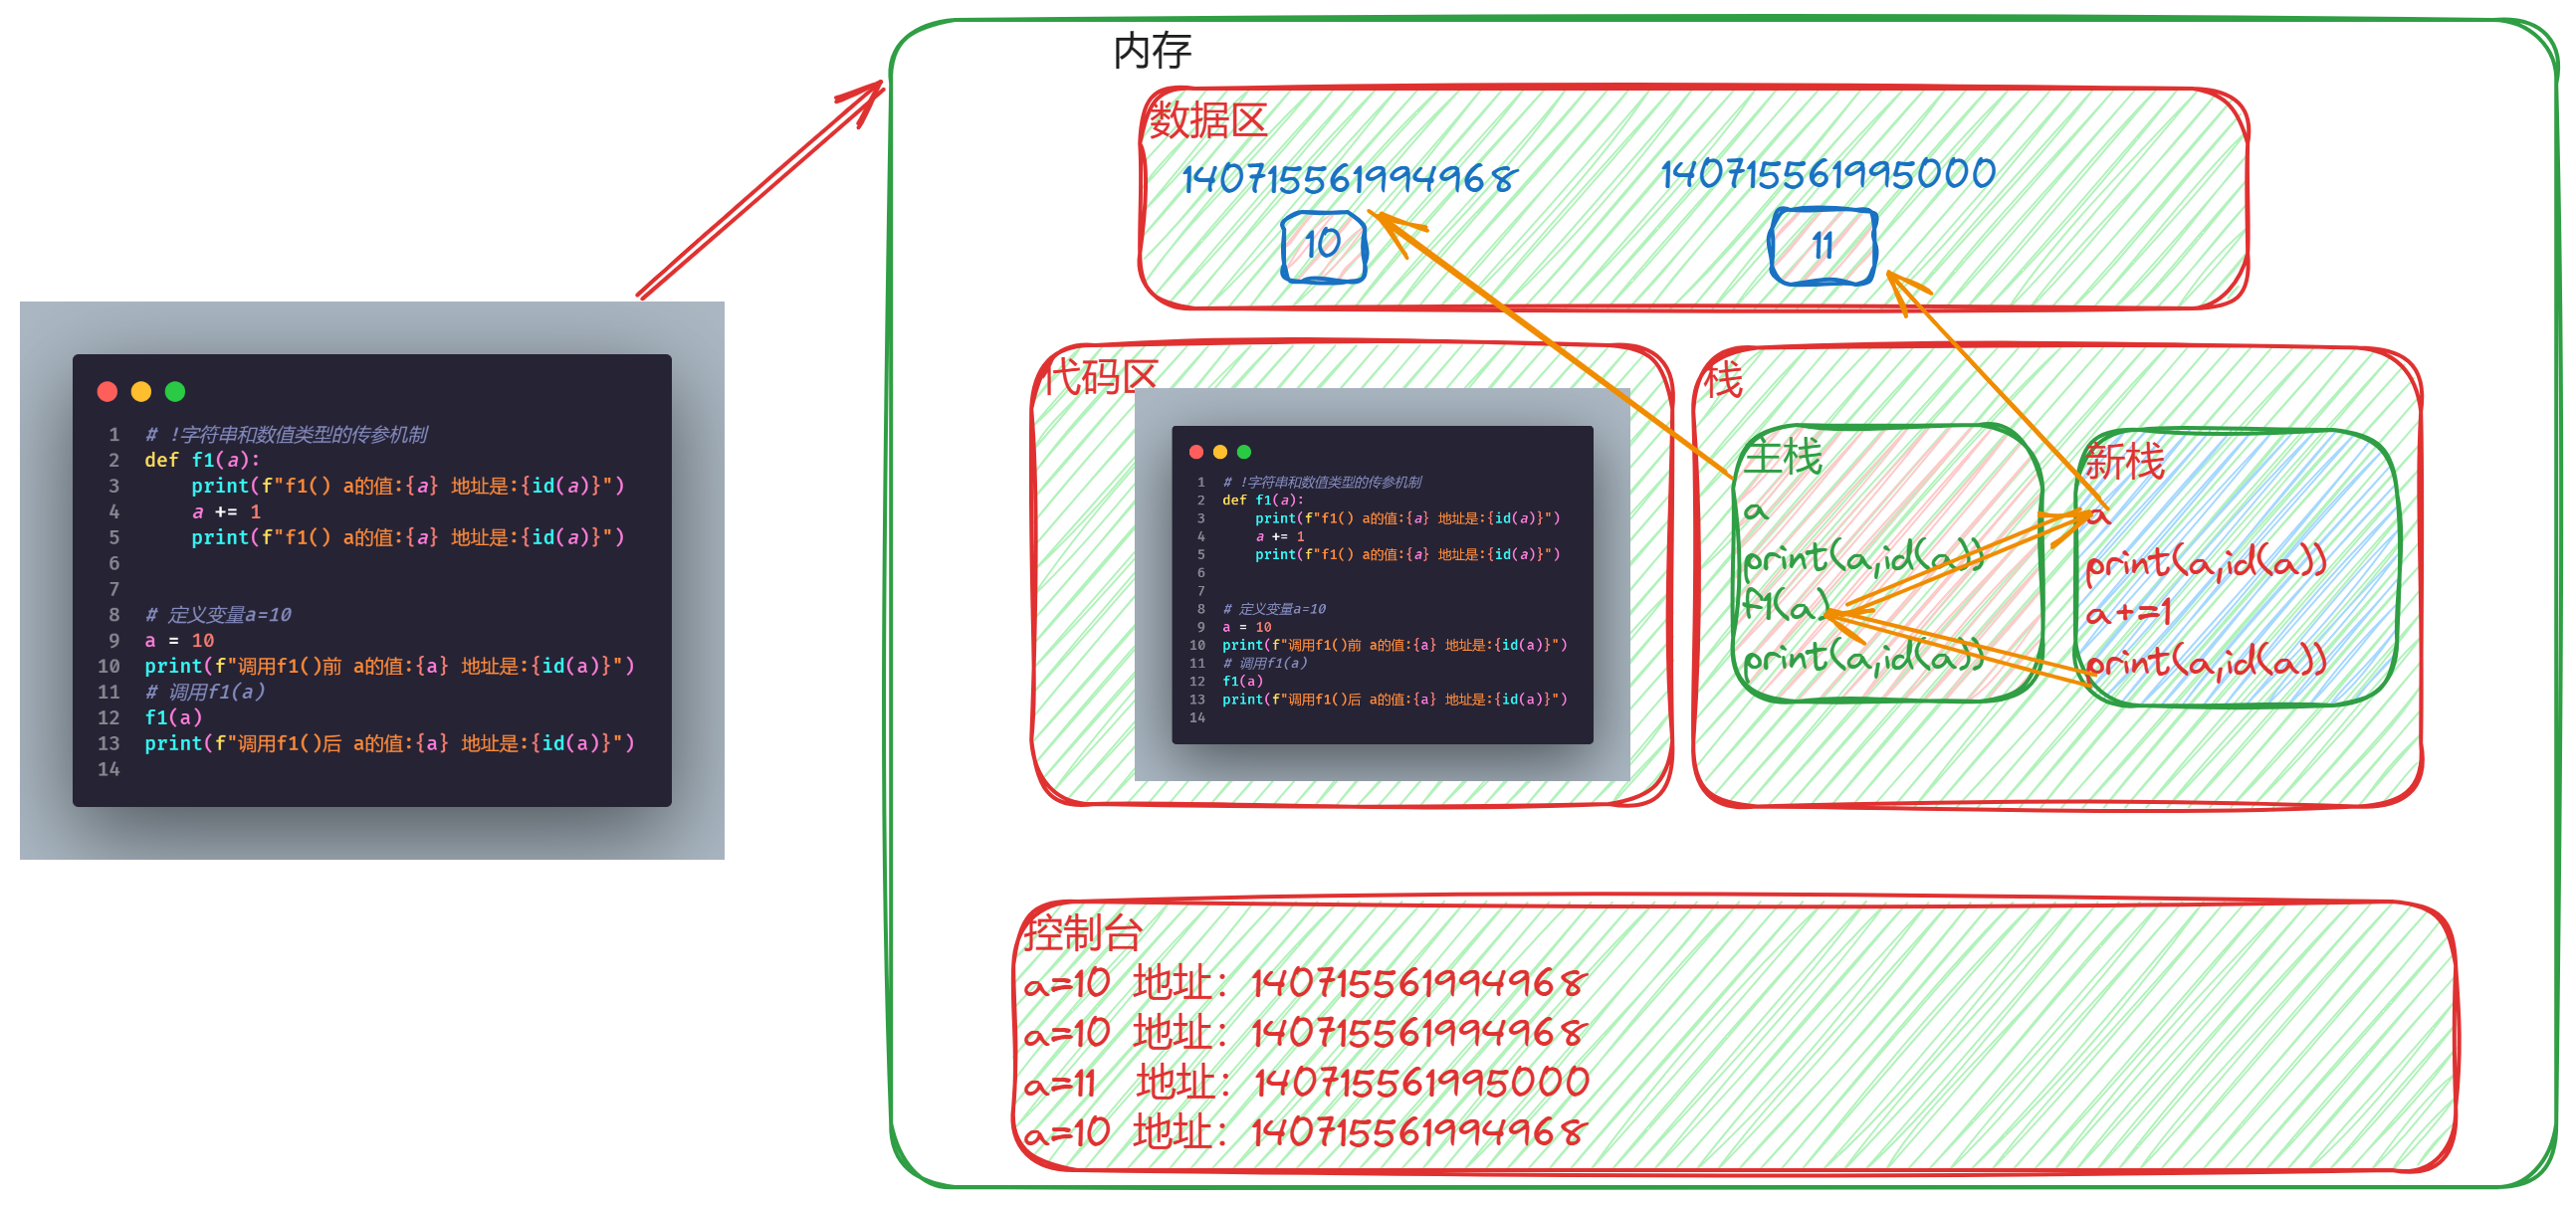 内存
数据区
140715561994968
140715561995000
10
11
1 # !字符串和数值类型的传参机制
2 def f1(a):
3     print(f"f1() a的值:{a} 地址是:{id(a)}")
4     a += 1
5     print(f"f1() a的值:{a} 地址是:{id(a)}")
6
7
8 # 定义变量a=10
9 a = 10
10 print(f"调用f1()前 a的值:{a} 地址是:{id(a)}")
11 # 调用f1(a)
12 f1(a)
13 print(f"调用f1()后 a的值:{a} 地址是:{id(a)}")
14
代码区
1 # !字符串和数值类型的传参机制
2 def f1(a):
3     print(f"f1() a的值:{a} 地址是:{id(a)}")
4     a += 1
5     print(f"f1() a的值:{a} 地址是:{id(a)}")
6
7
8 # 定义变量a=10
9 a = 10
10 print(f"调用f1()前 a的值:{a} 地址是:{id(a)}")
11 # 调用f1(a)
12 f1(a)
13 print(f"调用f1()后 a的值:{a} 地址是:{id(a)}")
14
栈
主栈
a
print(a,id(a))
f1(a)
print(a,id(a))
新栈
a
print(a,id(a))
a+=1
print(a,id(a))
控制台
a=10 地址：140715561994968
a=10 地址：140715561994968
a=11 地址：140715561995000
a=10 地址：140715561994968